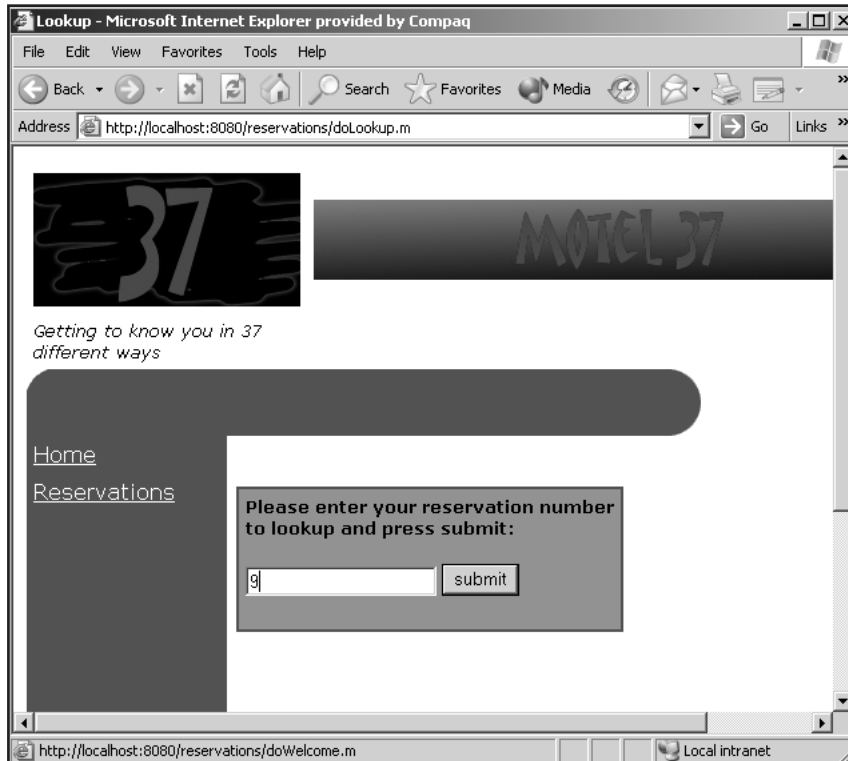 Lookup - Microsoft Internet Explorer provided by Compaq
File Edit View Favorites Tools Help
Back Search Favorites Media
Address http://localhost:8080/reservations/doLookup.m Go Links »
37
MOTEL 37
Getting to know you in 37
different ways
Home
Reservations
Please enter your reservation number
to lookup and press submit:
9 submit
http://localhost:8080/reservations/doWelcome.m Local intranet